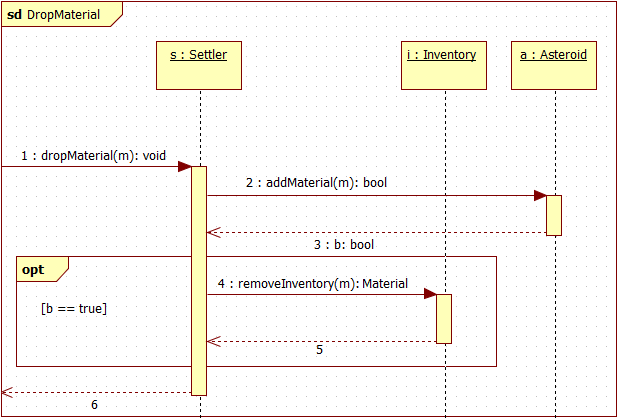 sd DropMaterial
s : Settler
i : Inventory
a : Asteroid
1 : dropMaterial(m): void
2 : addMaterial(m): bool
3 : b: bool
opt
4 : removeInventory(m): Material
[b == true]
5
6